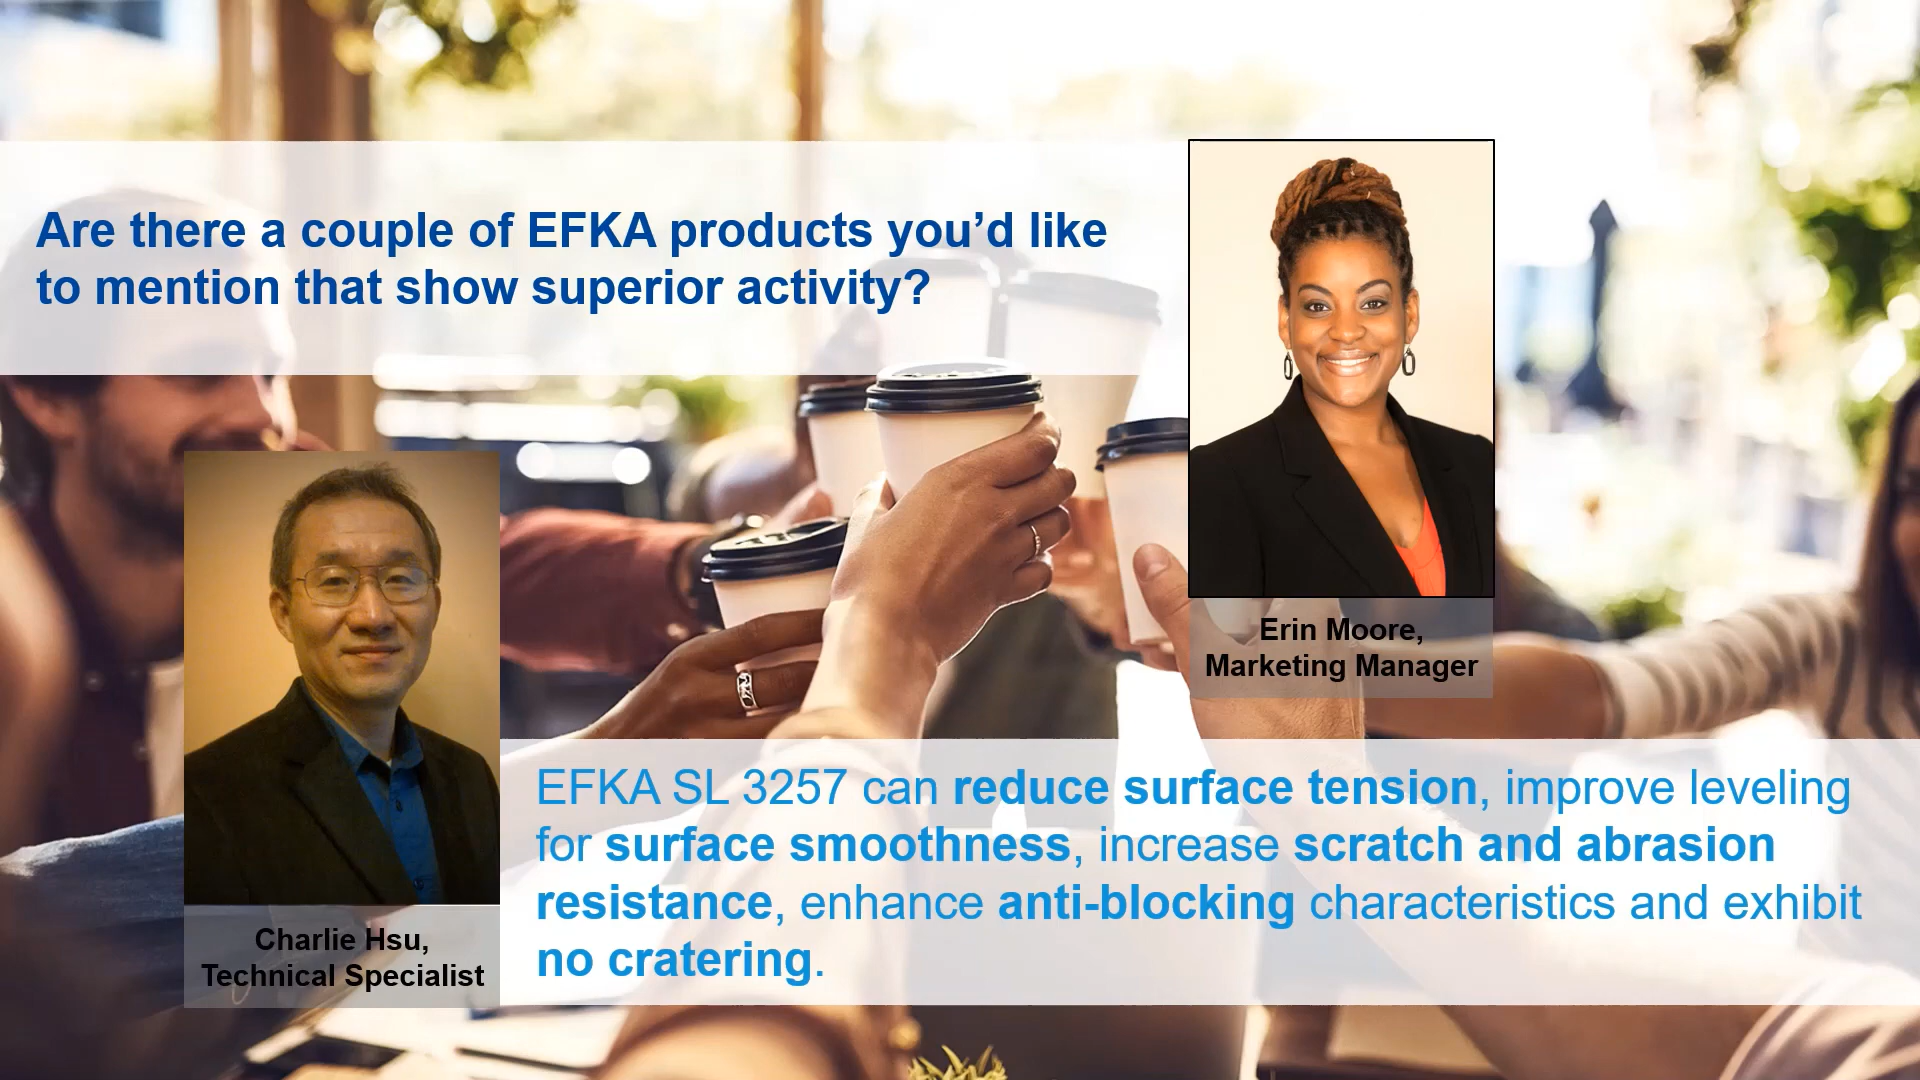 Are there a couple of EFKA products you’d like
to mention that show superior activity?
Erin Moore,
Marketing Manager
Charlie Hsu,
Technical Specialist
EFKA SL 3257 can reduce surface tension, improve leveling
for surface smoothness, increase scratch and abrasion
resistance, enhance anti-blocking characteristics and exhibit
no cratering.